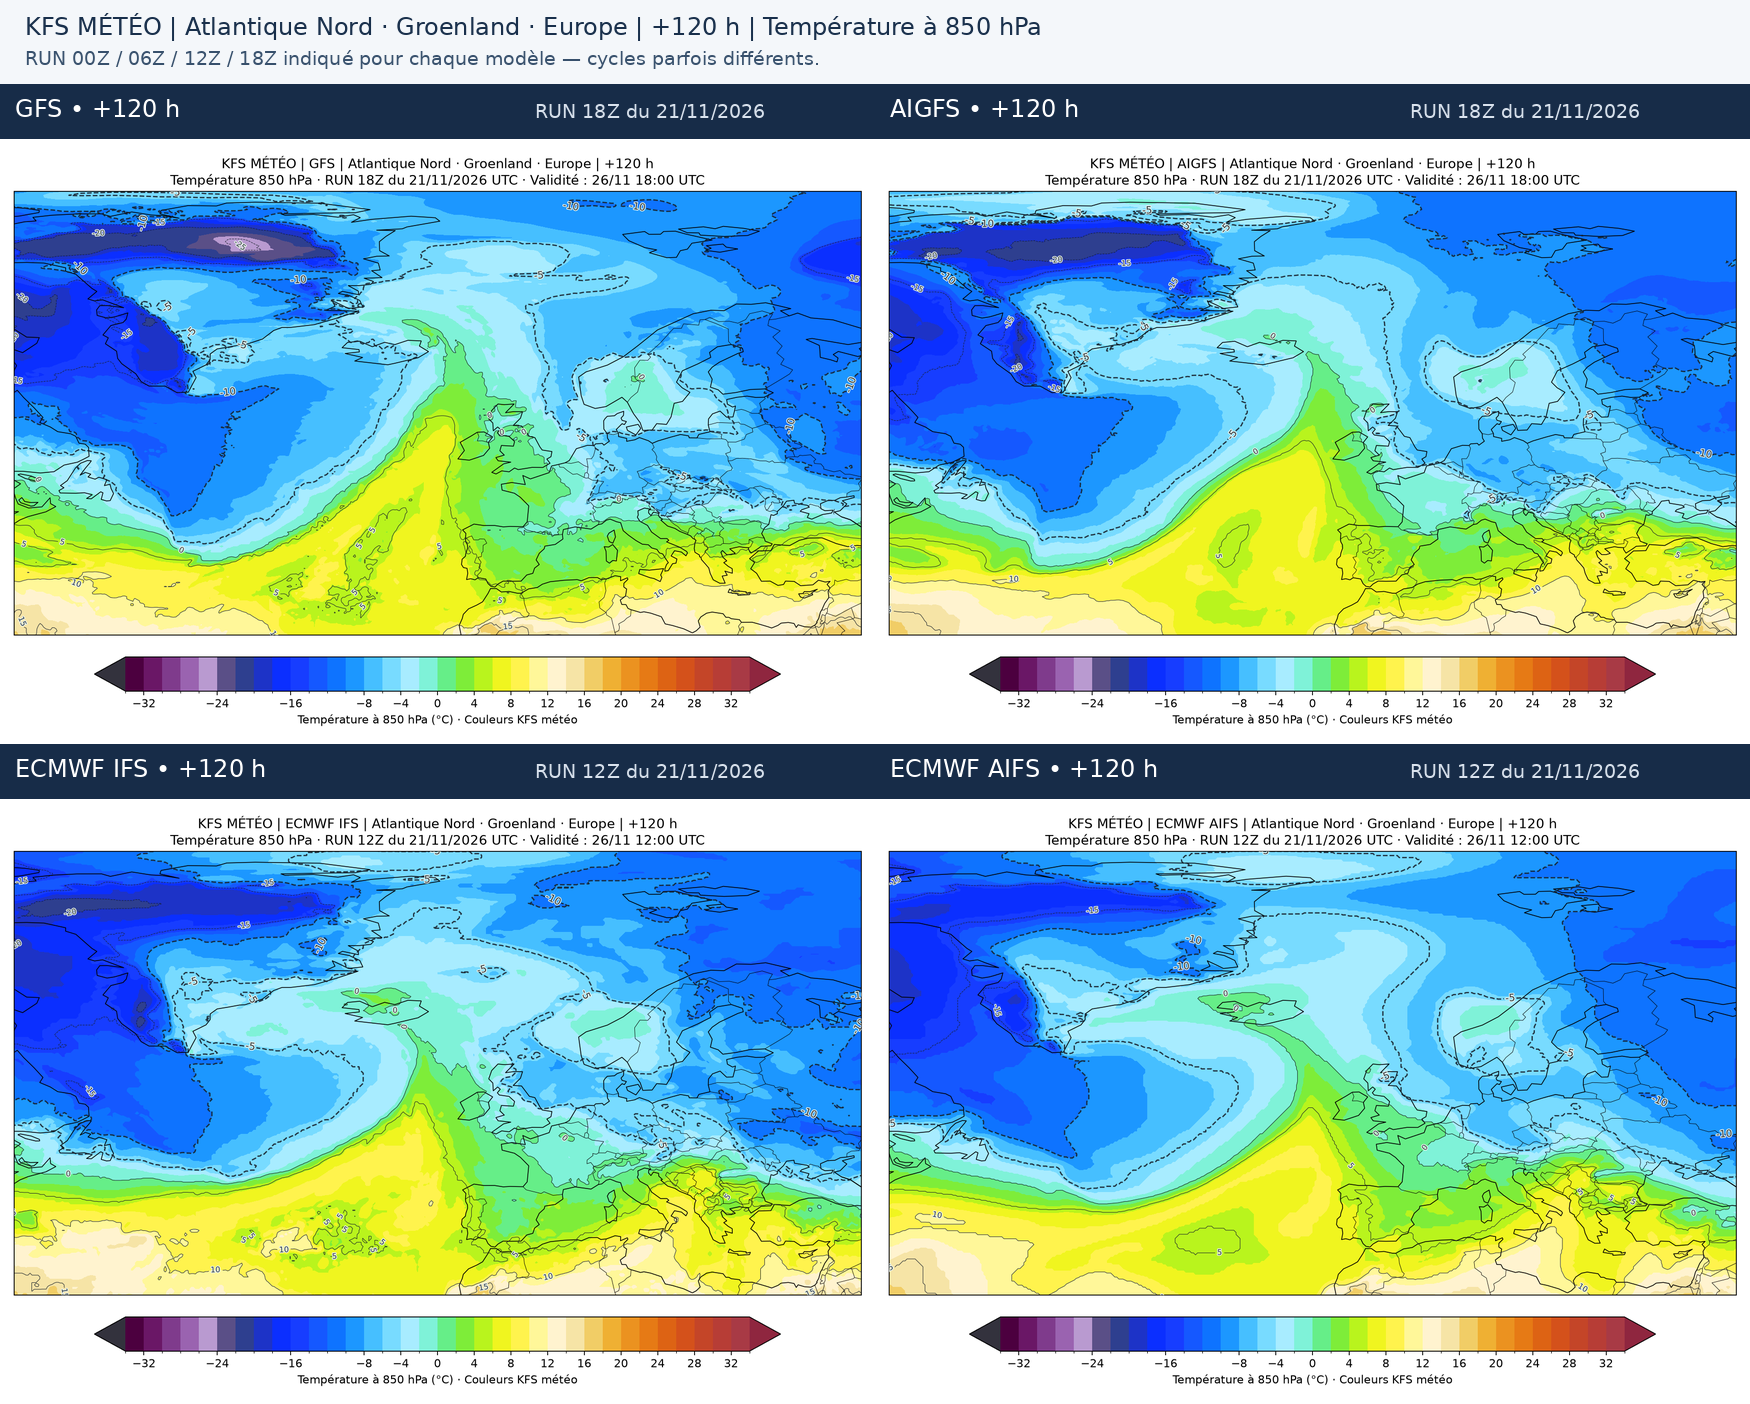 KFS MÉTÉO | Atlantique Nord · Groenland · Europe | +120 h | Température à 850 hPa
RUN 00Z / 06Z / 12Z / 18Z indiqué pour chaque modèle — cycles parfois différents.
GFS • +120 h
RUN 18Z du 21/11/2026
AIGFS • +120 h
RUN 18Z du 21/11/2026
KFS MÉTÉO | GFS | Atlantique Nord · Groenland · Europe | +120 h
Température 850 hPa · RUN 18Z du 21/11/2026 UTC · Validité : 26/11 18:00 UTC
KFS MÉTÉO | AIGFS | Atlantique Nord · Groenland · Europe | +120 h
Température 850 hPa · RUN 18Z du 21/11/2026 UTC · Validité : 26/11 18:00 UTC
−32 −24 −16 −8 −4 0 4 8 12 16 20 24 28 32
Température à 850 hPa (°C) · Couleurs KFS météo
−32 −24 −16 −8 −4 0 4 8 12 16 20 24 28 32
Température à 850 hPa (°C) · Couleurs KFS météo
ECMWF IFS • +120 h
RUN 12Z du 21/11/2026
ECMWF AIFS • +120 h
RUN 12Z du 21/11/2026
KFS MÉTÉO | ECMWF IFS | Atlantique Nord · Groenland · Europe | +120 h
Température 850 hPa · RUN 12Z du 21/11/2026 UTC · Validité : 26/11 12:00 UTC
KFS MÉTÉO | ECMWF AIFS | Atlantique Nord · Groenland · Europe | +120 h
Température 850 hPa · RUN 12Z du 21/11/2026 UTC · Validité : 26/11 12:00 UTC
−32 −24 −16 −8 −4 0 4 8 12 16 20 24 28 32
Température à 850 hPa (°C) · Couleurs KFS météo
−32 −24 −16 −8 −4 0 4 8 12 16 20 24 28 32
Température à 850 hPa (°C) · Couleurs KFS météo